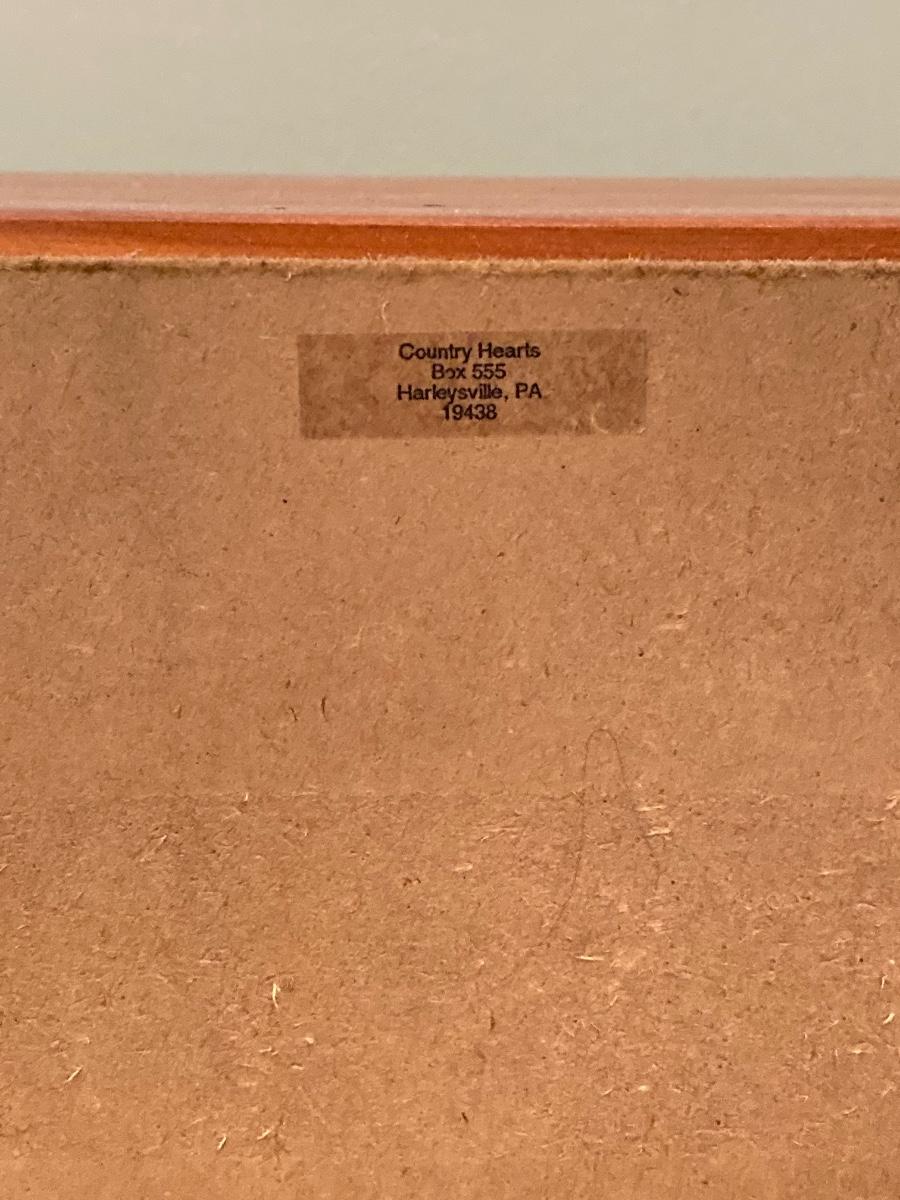 Country Hearts
Box 555
Harleysville, PA
19438